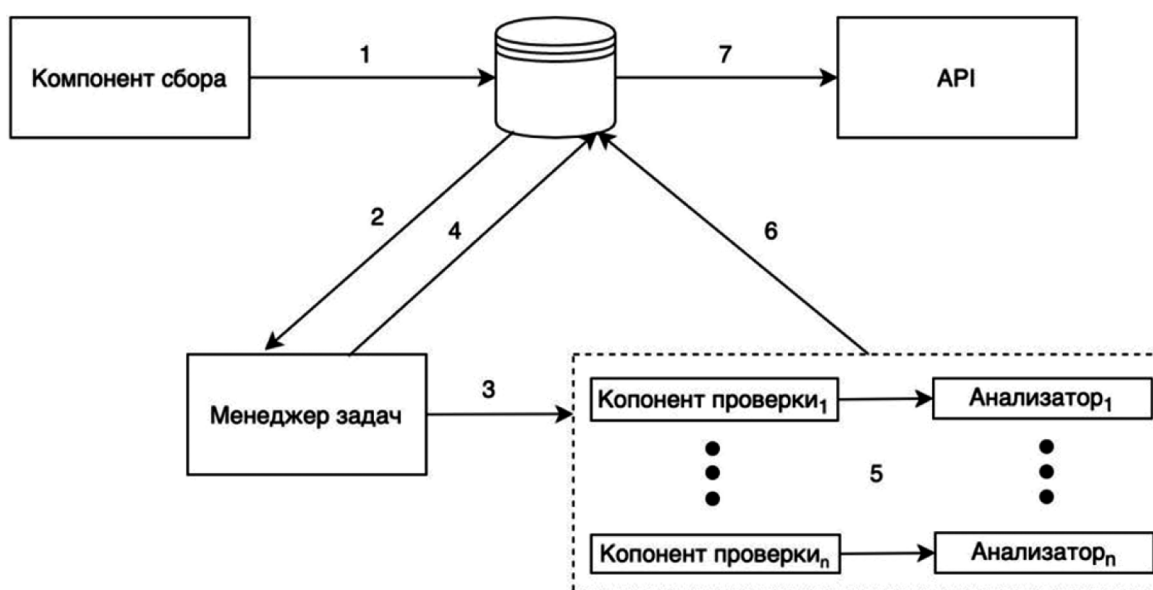 Компонент сбора
1
7
API
2
4
6
Менеджер задач
3
Копонент проверки₁
Анализатор₁
5
Копонент проверкиₙ
Анализаторₙ